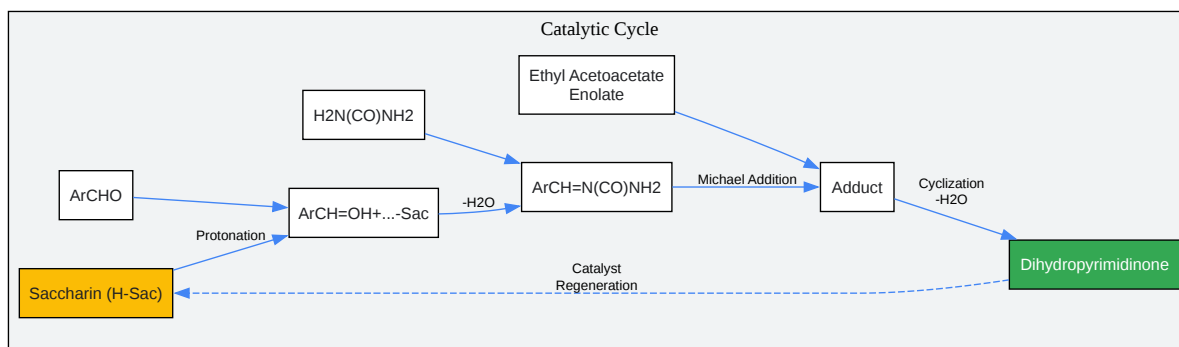 Catalytic Cycle
Ethyl Acetoacetate
Enolate
H2N(CO)NH2
ArCHO
ArCH=OH+...-Sac
-H2O
ArCH=N(CO)NH2
Michael Addition
Adduct
Cyclization
-H2O
Protonation
Saccharin (H-Sac)
Catalyst
Regeneration
Dihydropyrimidinone